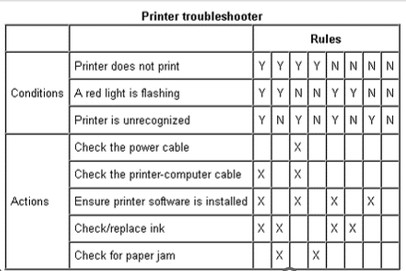 Printer troubleshooter
Rules
Conditions Printer does not print Y Y Y Y N N N N
A red light is flashing Y Y N N Y Y N N
Printer is unrecognized Y N Y N Y N Y N
Actions Check the power cable X
Check the printer-computer cable X X
Ensure printer software is installed X X X X
Check/replace ink X X X X
Check for paper jam X X